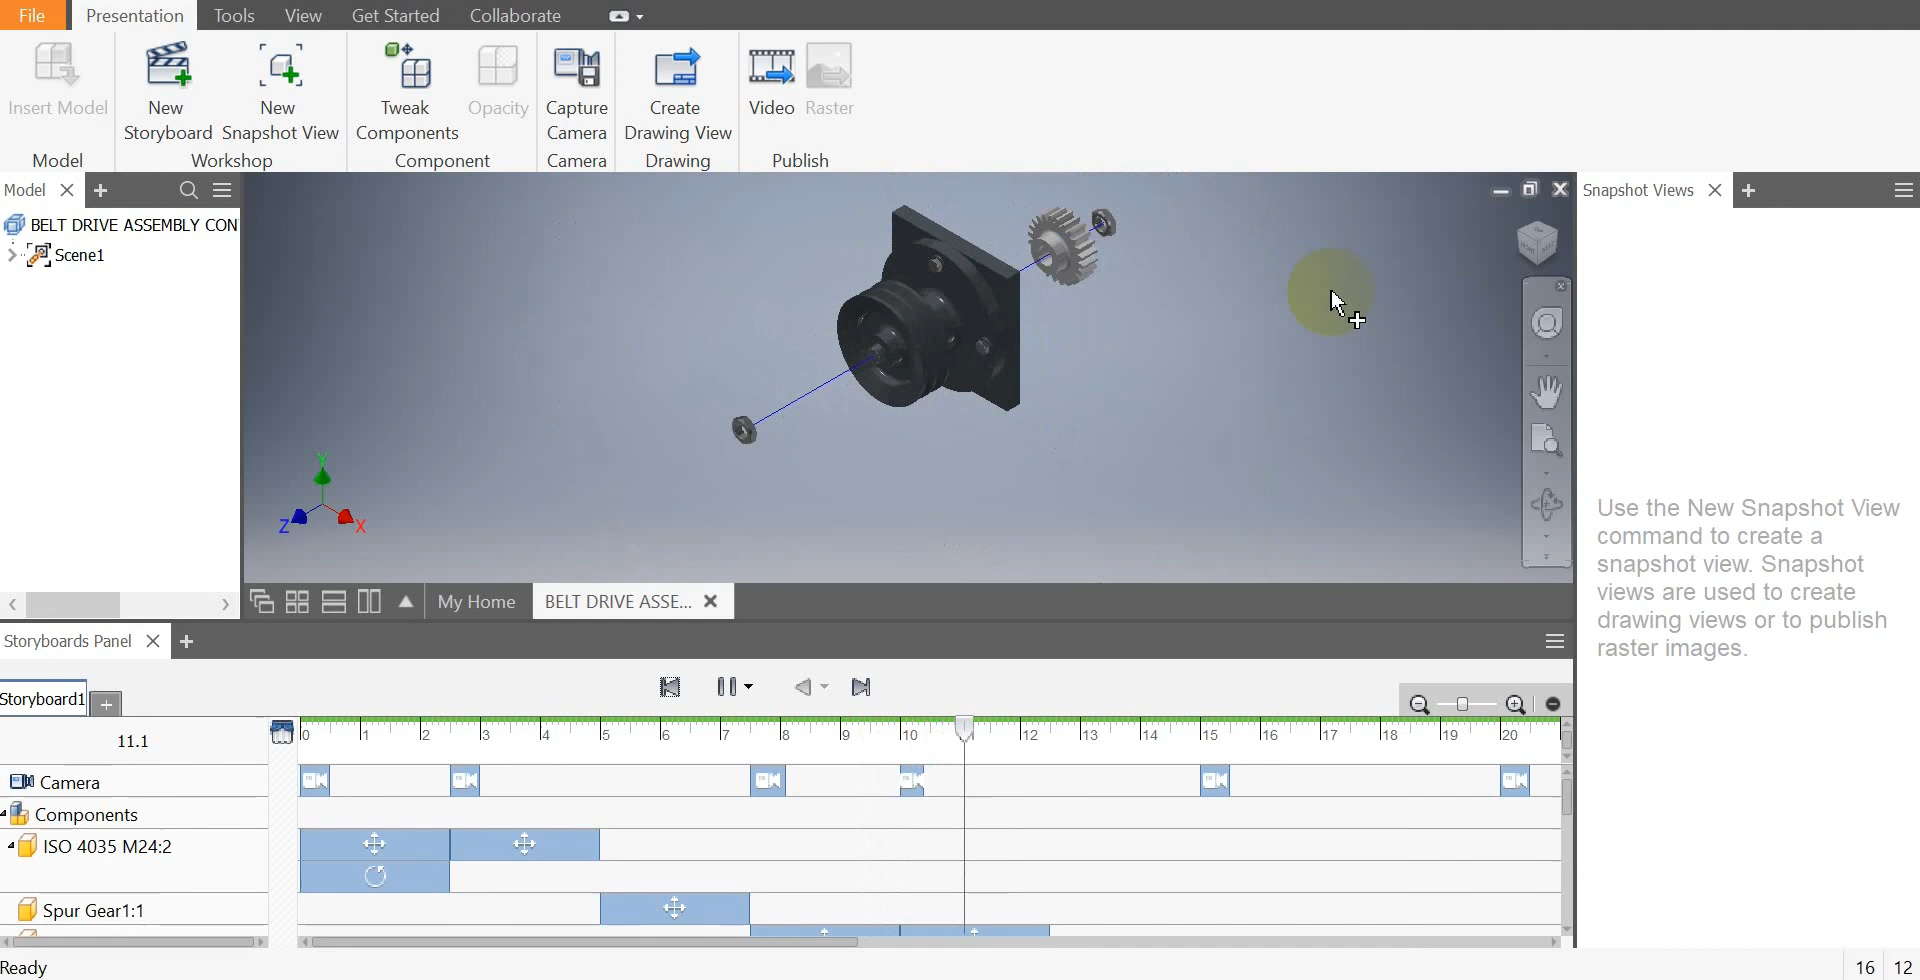 File Presentation Tools View Get Started Collaborate
Insert Model New Storyboard New Snapshot View Tweak Components Opacity Capture Camera Create Drawing View Video Raster
Model Workshop Component Camera Drawing Publish
Model
Snapshot Views
BELT DRIVE ASSEMBLY CON
Scene1
Y
Z X
Use the New Snapshot View
command to create a
snapshot view. Snapshot
views are used to create
drawing views or to publish
raster images.
My Home BELT DRIVE ASSE...
Storyboards Panel
Storyboard1
11.1
0 1 2 3 4 5 6 7 8 9 10 12 13 14 15 16 17 18 19 20
Camera
Components
ISO 4035 M24:2
Spur Gear1:1
Ready 16 12